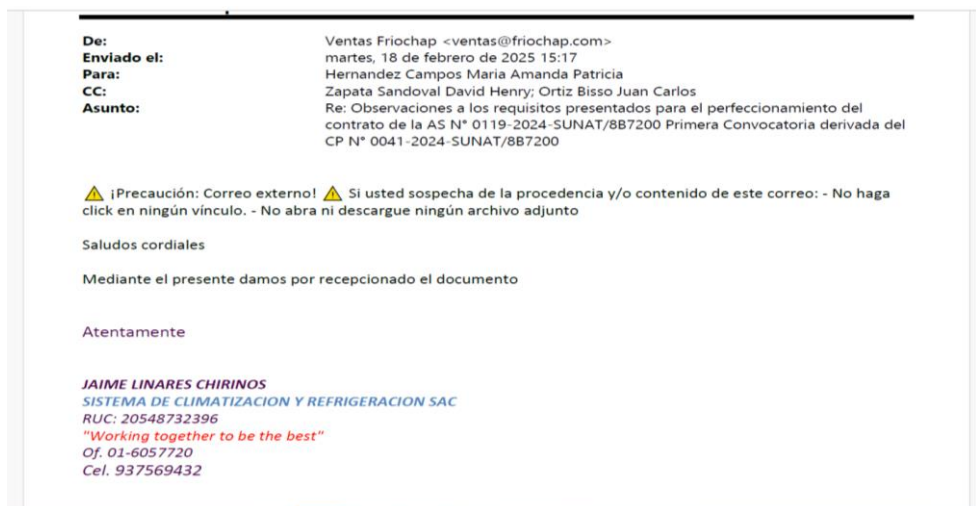 De: Ventas Friochap <ventas@friochap.com>
Enviado el: martes, 18 de febrero de 2025 15:17
Para: Hernandez Campos Maria Amanda Patricia
CC: Zapata Sandoval David Henry; Ortiz Bisso Juan Carlos
Asunto: Re: Observaciones a los requisitos presentados para el perfeccionamiento del
contrato de la AS N° 0119-2024-SUNAT/8B7200 Primera Convocatoria derivada del
CP N° 0041-2024-SUNAT/8B7200
¡Precaución: Correo externo! Si usted sospecha de la procedencia y/o contenido de este correo: - No haga
click en ningún vínculo. - No abra ni descargue ningún archivo adjunto
Saludos cordiales
Mediante el presente damos por recepcionado el documento
Atentamente
JAIME LINARES CHIRINOS
SISTEMA DE CLIMATIZACION Y REFRIGERACION SAC
RUC: 20548732396
"Working together to be the best"
Of. 01-6057720
Cel. 937569432